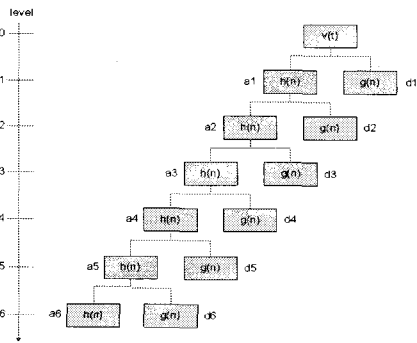 level
0 v(t)
1 a1 h(n) g(n) d1
2 a2 h(n) g(n) d2
3 a3 h(n) g(n) d3
4 a4 h(n) g(n) d4
5 a5 h(n) g(n) d5
6 a6 h(n) g(n) d6